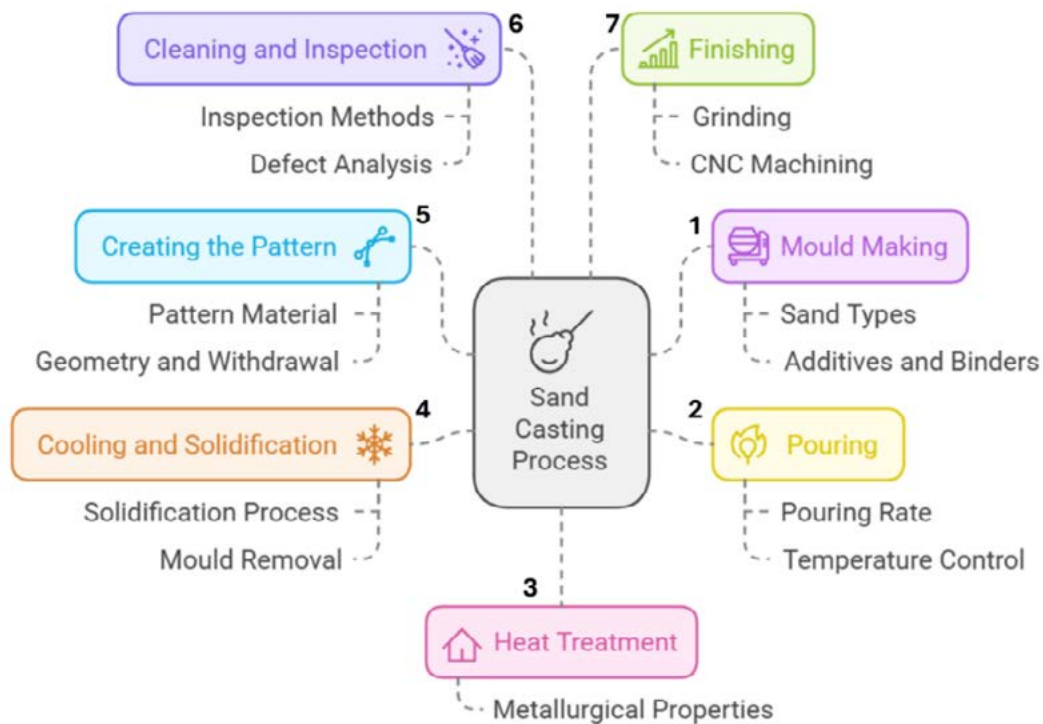 6
Cleaning and Inspection
Inspection Methods
Defect Analysis
7
Finishing
Grinding
CNC Machining
5
Creating the Pattern
Pattern Material
Geometry and Withdrawal
1
Mould Making
Sand Types
Additives and Binders
Sand
Casting
Process
4
Cooling and Solidification
Solidification Process
Mould Removal
2
Pouring
Pouring Rate
Temperature Control
3
Heat Treatment
Metallurgical Properties